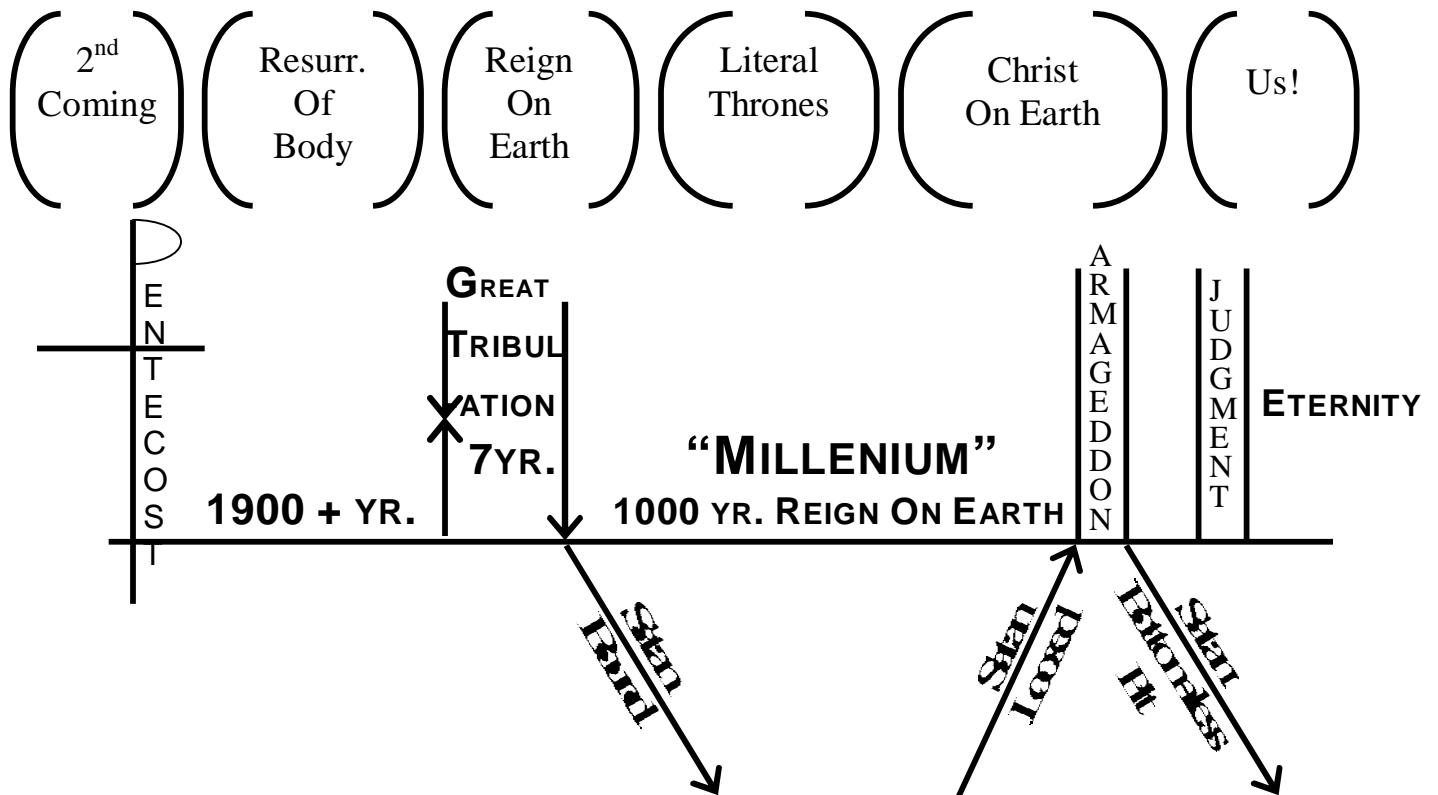 2nd
Coming
Resurr.
Of
Body
Reign
On
Earth
Literal
Thrones
Christ
On Earth
Us!
PENTECOST
1900 + YR.
GREAT
TRIBUL
ATION
7YR.
“MILLENIUM”
1000 YR. REIGN ON EARTH
ARMAGEDDON
JUDGMENT
ETERNITY
Satan
Bound
Satan
Loosed
Satan
Bottomless
Pit